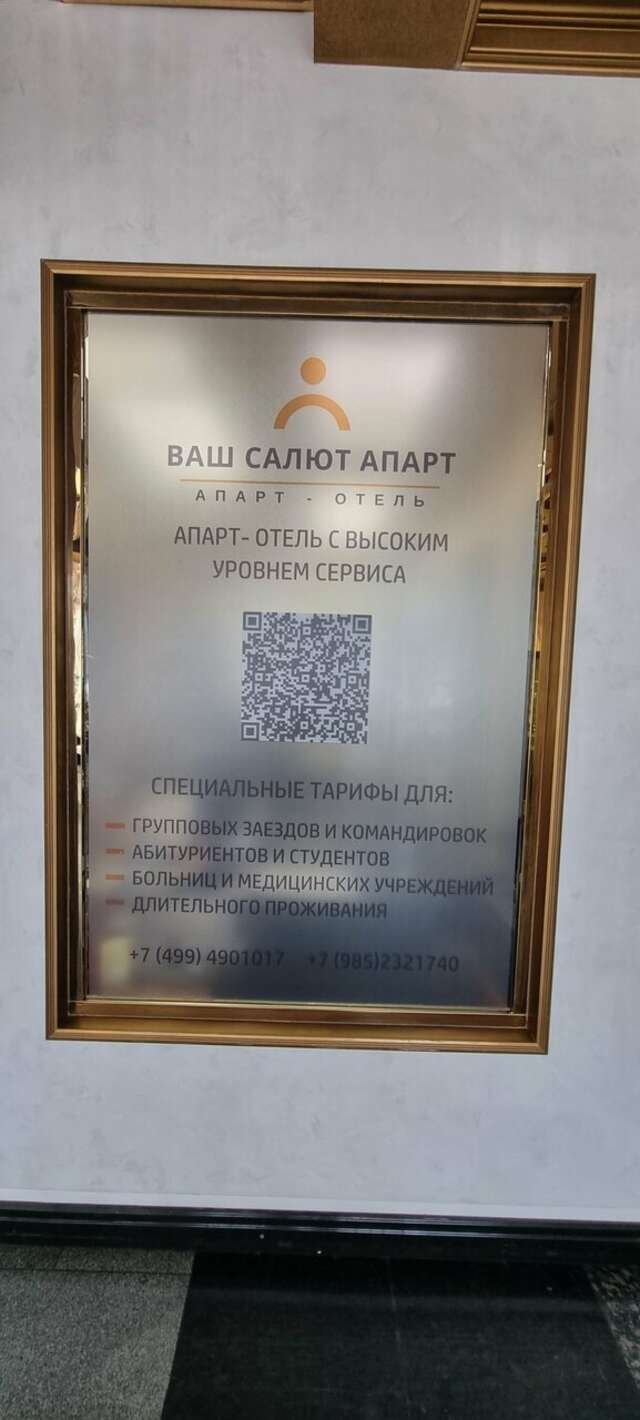 ВАШ САЛЮТ АПАРТ
АПАРТ - ОТЕЛЬ
АПАРТ- ОТЕЛЬ С ВЫСОКИМ
УРОВНЕМ СЕРВИСА
СПЕЦИАЛЬНЫЕ ТАРИФЫ ДЛЯ:
ГРУППОВЫХ ЗАЕЗДОВ И КОМАНДИРОВОК
АБИТУРИЕНТОВ И СТУДЕНТОВ
БОЛЬНИЦ И МЕДИЦИНСКИХ УЧРЕЖДЕНИЙ
ДЛИТЕЛЬНОГО ПРОЖИВАНИЯ
+7 (499) 4901017 +7 (985)2321740